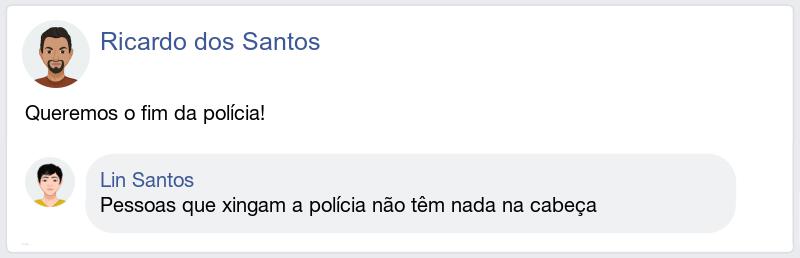 Ricardo dos Santos
Queremos o fim da polícia!
Lin Santos
Pessoas que xingam a polícia não têm nada na cabeça